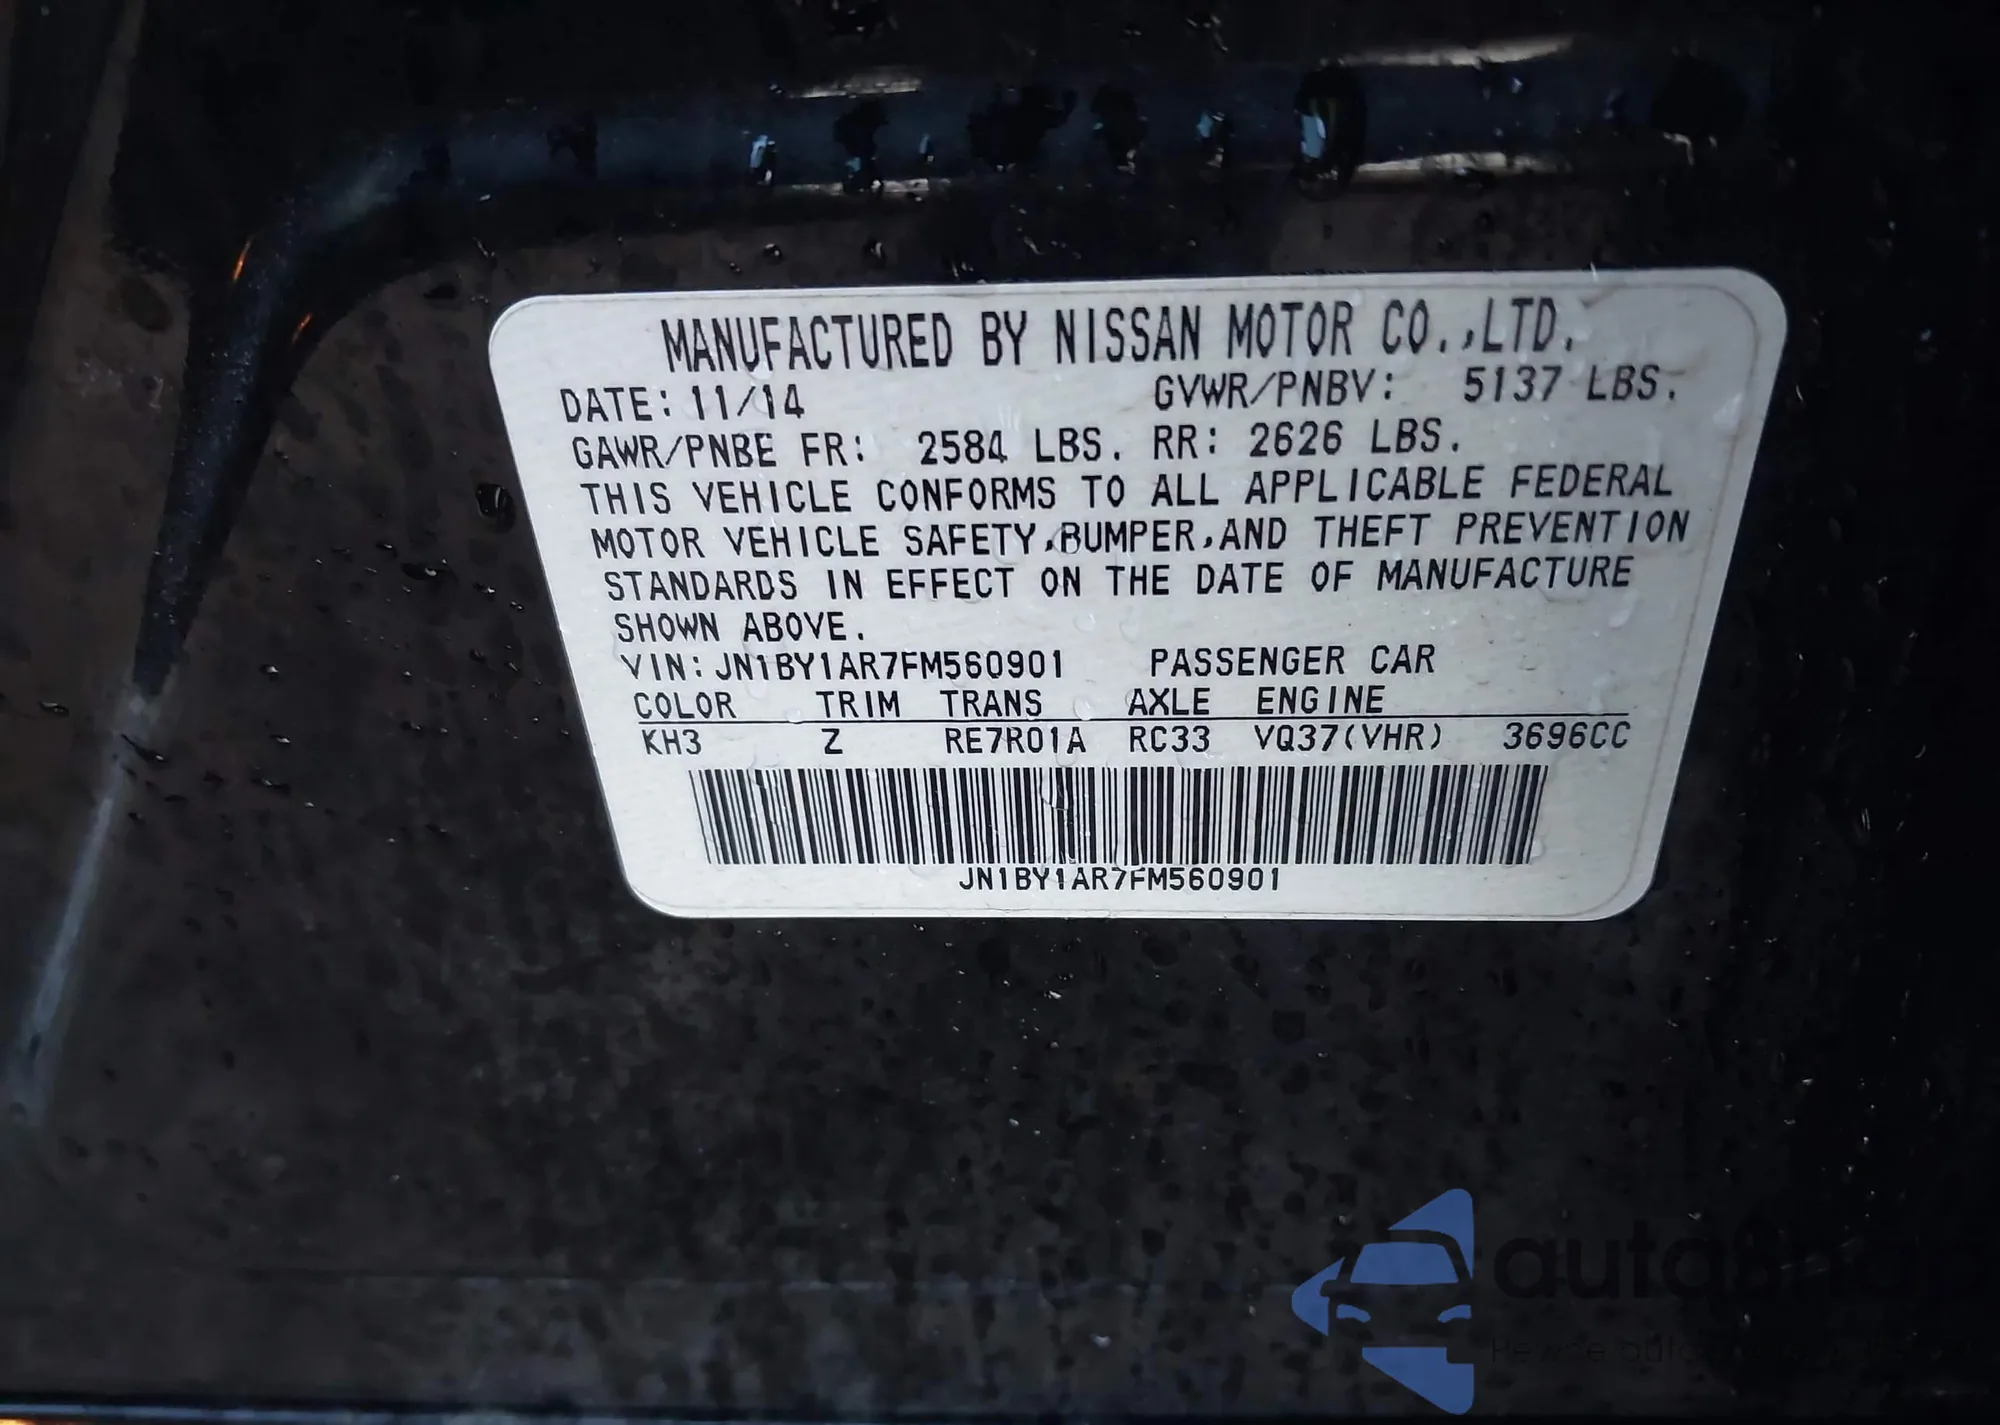 MANUFACTURED BY NISSAN MOTOR CO.,LTD.
DATE: 11/14 GVWR/PNBV: 5137 LBS.
GAWR/PNBE FR: 2584 LBS. RR: 2626 LBS.
THIS VEHICLE CONFORMS TO ALL APPLICABLE FEDERAL
MOTOR VEHICLE SAFETY,BUMPER,AND THEFT PREVENTION
STANDARDS IN EFFECT ON THE DATE OF MANUFACTURE
SHOWN ABOVE.
VIN: JN1BY1AR7FM560901 PASSENGER CAR
COLOR TRIM TRANS AXLE ENGINE
KH3 Z RE7R01A RC33 VQ37(VHR) 3696CC
JN1BY1AR7FM560901